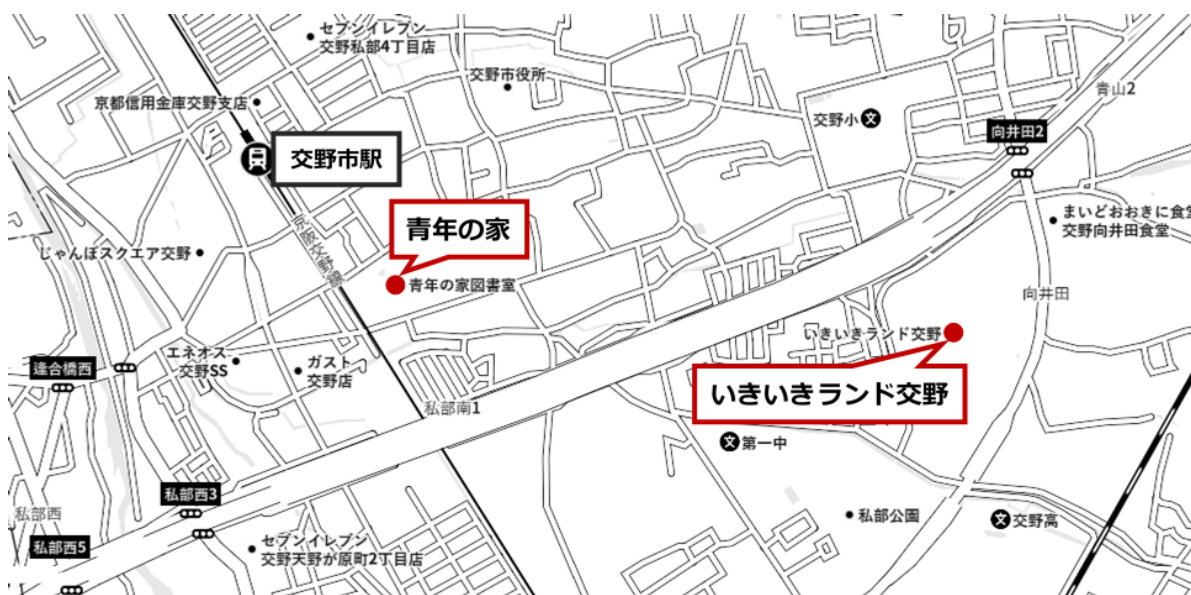 セブンイレブン
交野私部4丁目店
交野市役所
京都信用金庫交野支店
青山2
交野小
文
向井田2
交野市駅
まいどおおきに食堂
交野向井田食堂
青年の家
京阪交野線
じゃんぼスクエア交野
青年の家図書室
向井田
いきいきランド交野
エネオス
交野SS
ガスト
交野店
逢合橋西
いきいきランド交野
私部南1
文
第一中
私部西3
私部西
私部公園
文
交野高
私部西5
セブンイレブン
交野天野が原町2丁目店